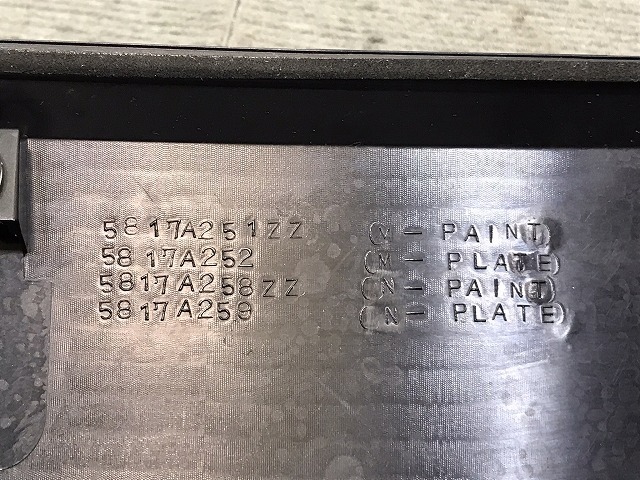 5817A251ZZ (M- PAINT)
5817A252 (M- PLATE)
5817A258ZZ (N- PAINT)
5817A259 (N- PLATE)